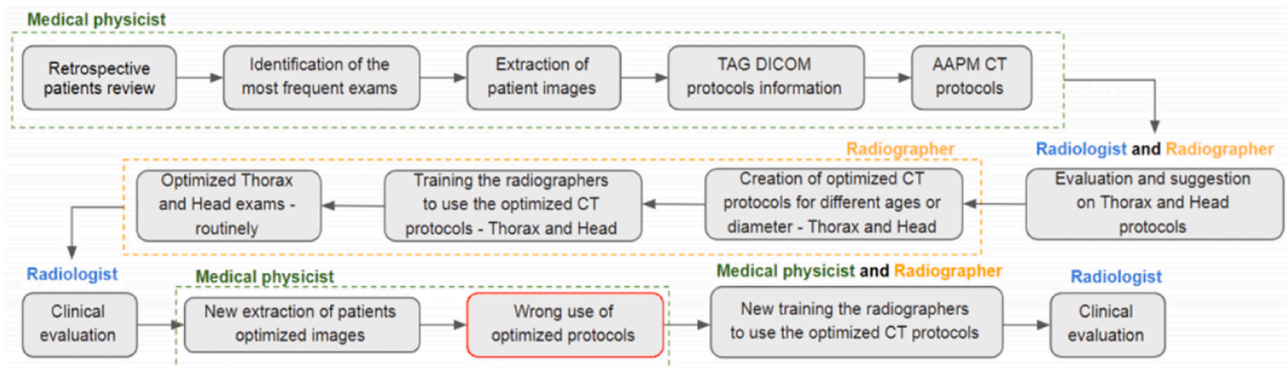 Medical physicist
Retrospective
patients review
Identification of the
most frequent exams
Extraction of
patient images
TAG DICOM
protocols information
AAPM CT
protocols
Radiologist and Radiographer
Evaluation and suggestion
on Thorax and Head
protocols
Radiographer
Creation of optimized CT
protocols for different ages or
diameter - Thorax and Head
Training the radiographers
to use the optimized CT
protocols - Thorax and Head
Optimized Thorax
and Head exams -
routinely
Radiologist
Clinical
evaluation
Medical physicist
New extraction of patients
optimized images
Wrong use of
optimized protocols
Medical physicist and Radiographer
New training the radiographers
to use the optimized CT protocols
Radiologist
Clinical
evaluation